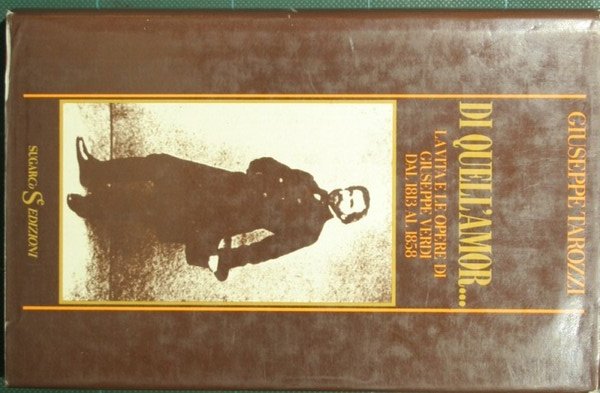 GIUSEPPE TAROZZI
DI QUELL'AMOR...
LA VITA E LE OPERE DI
GIUSEPPE VERDI
DAL 1813 AL 1858
SUGARCO S EDIZIONI